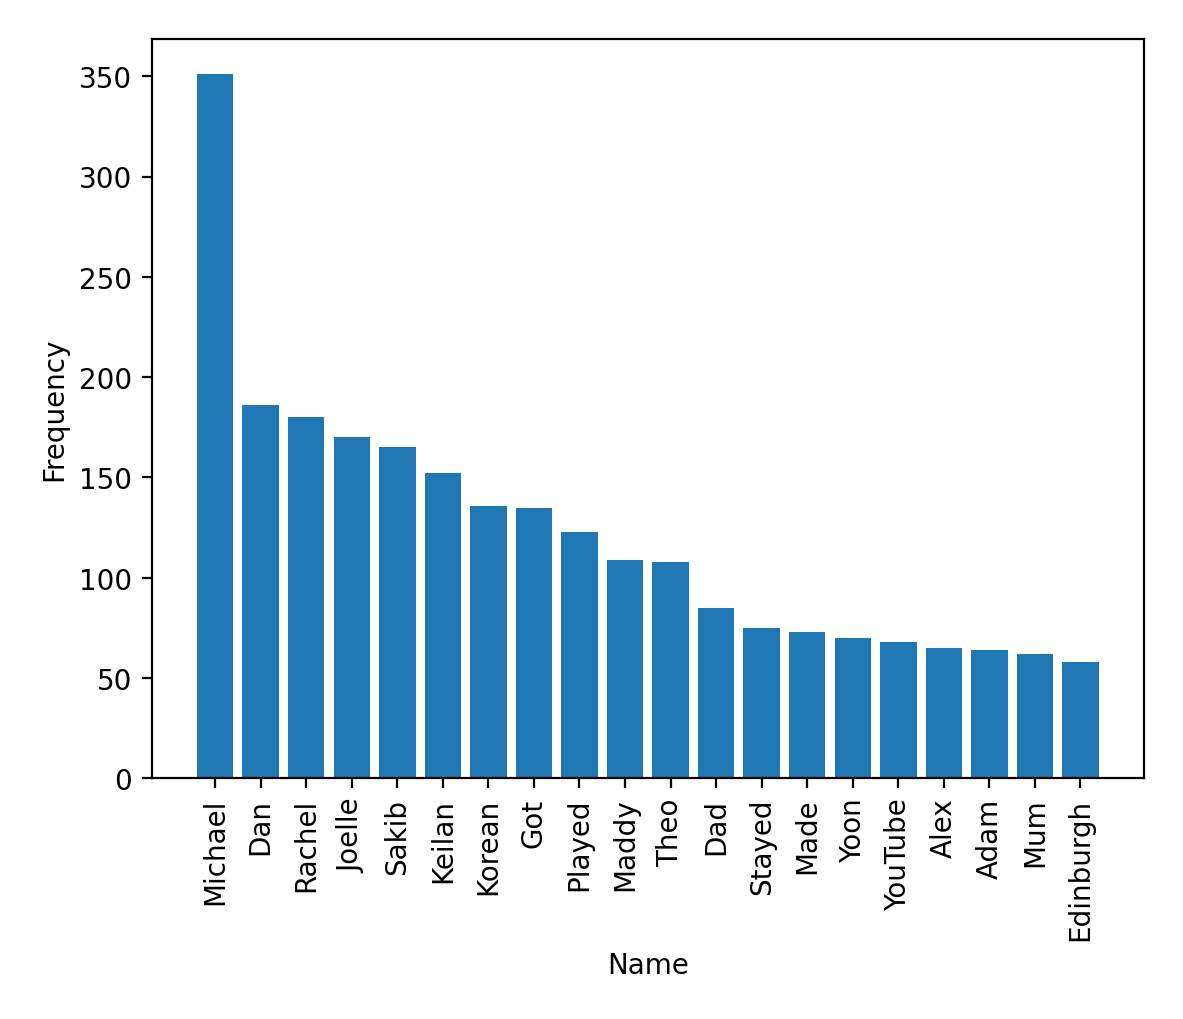 350
300
250
200
150
100
50
0
Frequency
Michael
Dan
Rachel
Joelle
Sakib
Keilan
Korean
Got
Played
Maddy
Theo
Dad
Stayed
Made
Yoon
YouTube
Alex
Adam
Mum
Edinburgh
Name